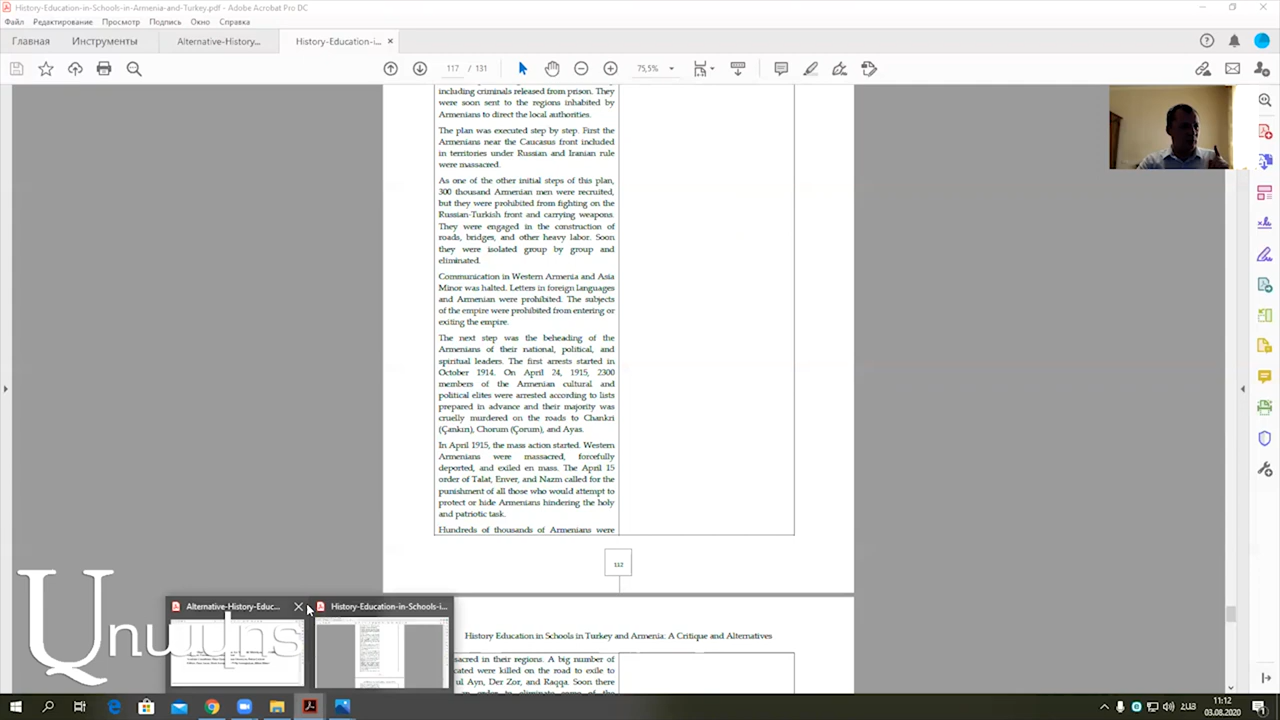 History-Education-in-Schools-in-Armenia-and-Turkey.pdf - Adobe Acrobat Pro DC
Файл Редактирование Просмотр Подпись Окно Справка
Главная Инструменты Alternative-History... History-Education-i...
117 / 131 75,5%
including criminals released from prison. They
were soon sent to the regions inhabited by
Armenians to direct the local authorities.
The plan was executed step by step. First the
Armenians near the Caucasus front included
in territories under Russian and Iranian rule
were massacred.
As one of the other initial steps of this plan,
300 thousand Armenian men were recruited,
but they were prohibited from fighting on the
Russian-Turkish front and carrying weapons.
They were engaged in the construction of
roads, bridges, and other heavy labor. Soon
they were isolated group by group and
eliminated.
Communication in Western Armenia and Asia
Minor was halted. Letters in foreign languages
and Armenian were prohibited. The subjects
of the empire were prohibited from entering or
exiting the empire.
The next step was the beheading of the
Armenians of their national, political, and
spiritual leaders. The first arrests started in
October 1914. On April 24, 1915, 2300
members of the Armenian cultural and
political elites were arrested according to lists
prepared in advance and their majority was
cruelly murdered on the roads to Chankri
(Çankırı), Chorum (Çorum), and Ayas.
In April 1915, the mass action started. Western
Armenians were massacred, forcefully
deported, and exiled en mass. The April 15
order of Talat, Enver, and Nazm called for the
punishment of all those who would attempt to
protect or hide Armenians hindering the holy
and patriotic task.
Hundreds of thousands of Armenians were
112
History Education in Schools in Turkey and Armenia: A Critique and Alternatives
sacred in their regions. A big number of
cated were killed on the road to exile to
ul Ayn, Der Zor, and Raqqa. Soon there
Alternative-History-Educ... History-Education-in-Schools-i...
11:12
03.08.2020